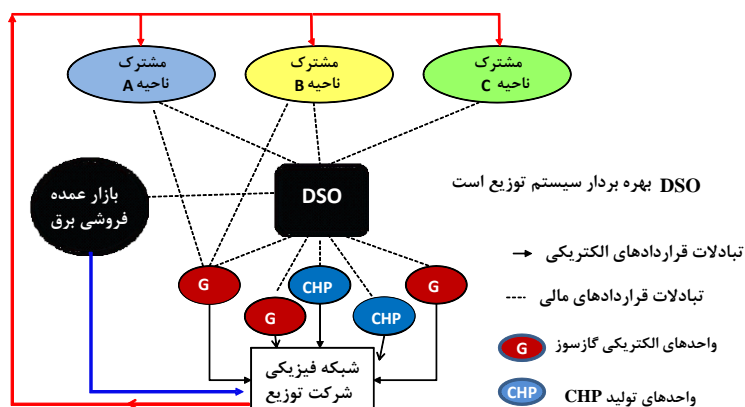 مشترک
ناحیه A
مشترک
ناحیه B
مشترک
ناحیه C
بازار عمده
فروشی برق
DSO
DSO بهره بردار سیستم توزیع است
تبادلات قراردادهای الکتریکی
تبادلات قراردادهای مالی
G
واحدهای الکتریکی گازسوز
CHP
واحدهای تولید CHP
G
CHP
G
G
CHP
شبکه فیزیکی
شرکت توزیع